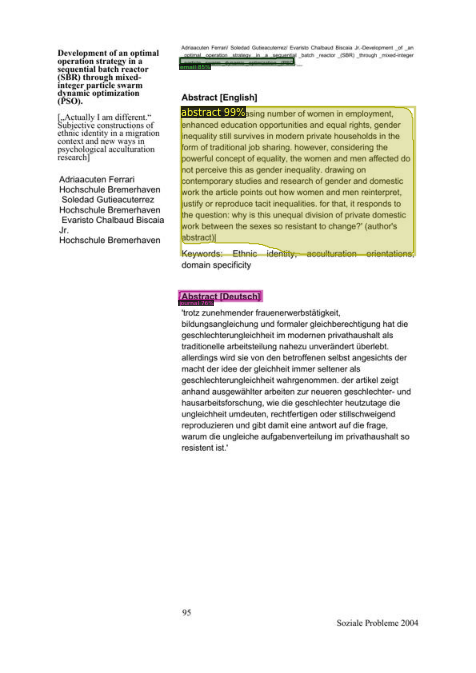 Development of an optimal
operation strategy in a
sequential batch reactor
(SBR) through mixed-
integer particle swarm
dynamic optimization
(PSO).
[„Actually I am different.“
Subjective constructions of
ethnic identity in a migration
context and new ways in
psychological acculturation
research]
Adriaacuten Ferrari
Hochschule Bremerhaven
Soledad Gutieacuterrez
Hochschule Bremerhaven
Evaristo Chalbaud Biscaia
Jr.
Hochschule Bremerhaven
Adriaacuten Ferrari/ Soledad Gutieacuterrez/ Evaristo Chalbaud Biscaia Jr.-Development _of _an
_optimal _operation _strategy _in _a _sequential _batch _reactor _(SBR) _through _mixed-integer
email 85%
Abstract [English]
abstract 99%
sing number of women in employment,
enhanced education opportunities and equal rights, gender
inequality still survives in modern private households in the
form of traditional job sharing. however, considering the
powerful concept of equality, the women and men affected do
not perceive this as gender inequality. drawing on
contemporary studies and research of gender and domestic
work the article points out how women and men reinterpret,
justify or reproduce tacit inequalities. for that, it responds to
the question: why is this unequal division of private domestic
work between the sexes so resistant to change?' (author's
abstract)|
Keywords: Ethnic identity, acculturation orientations;
domain specificity
Abstract [Deutsch]
'trotz zunehmender frauenerwerbstätigkeit,
bildungsangleichung und formaler gleichberechtigung hat die
geschlechterungleichheit im modernen privathaushalt als
traditionelle arbeitsteilung nahezu unverändert überlebt.
allerdings wird sie von den betroffenen selbst angesichts der
macht der idee der gleichheit immer seltener als
geschlechterungleichheit wahrgenommen. der artikel zeigt
anhand ausgewählter arbeiten zur neueren geschlechter- und
hausarbeitsforschung, wie die geschlechter heutzutage die
ungleichheit umdeuten, rechtfertigen oder stillschweigend
reproduzieren und gibt damit eine antwort auf die frage,
warum die ungleiche aufgabenverteilung im privathaushalt so
resistent ist.'
95
Soziale Probleme 2004